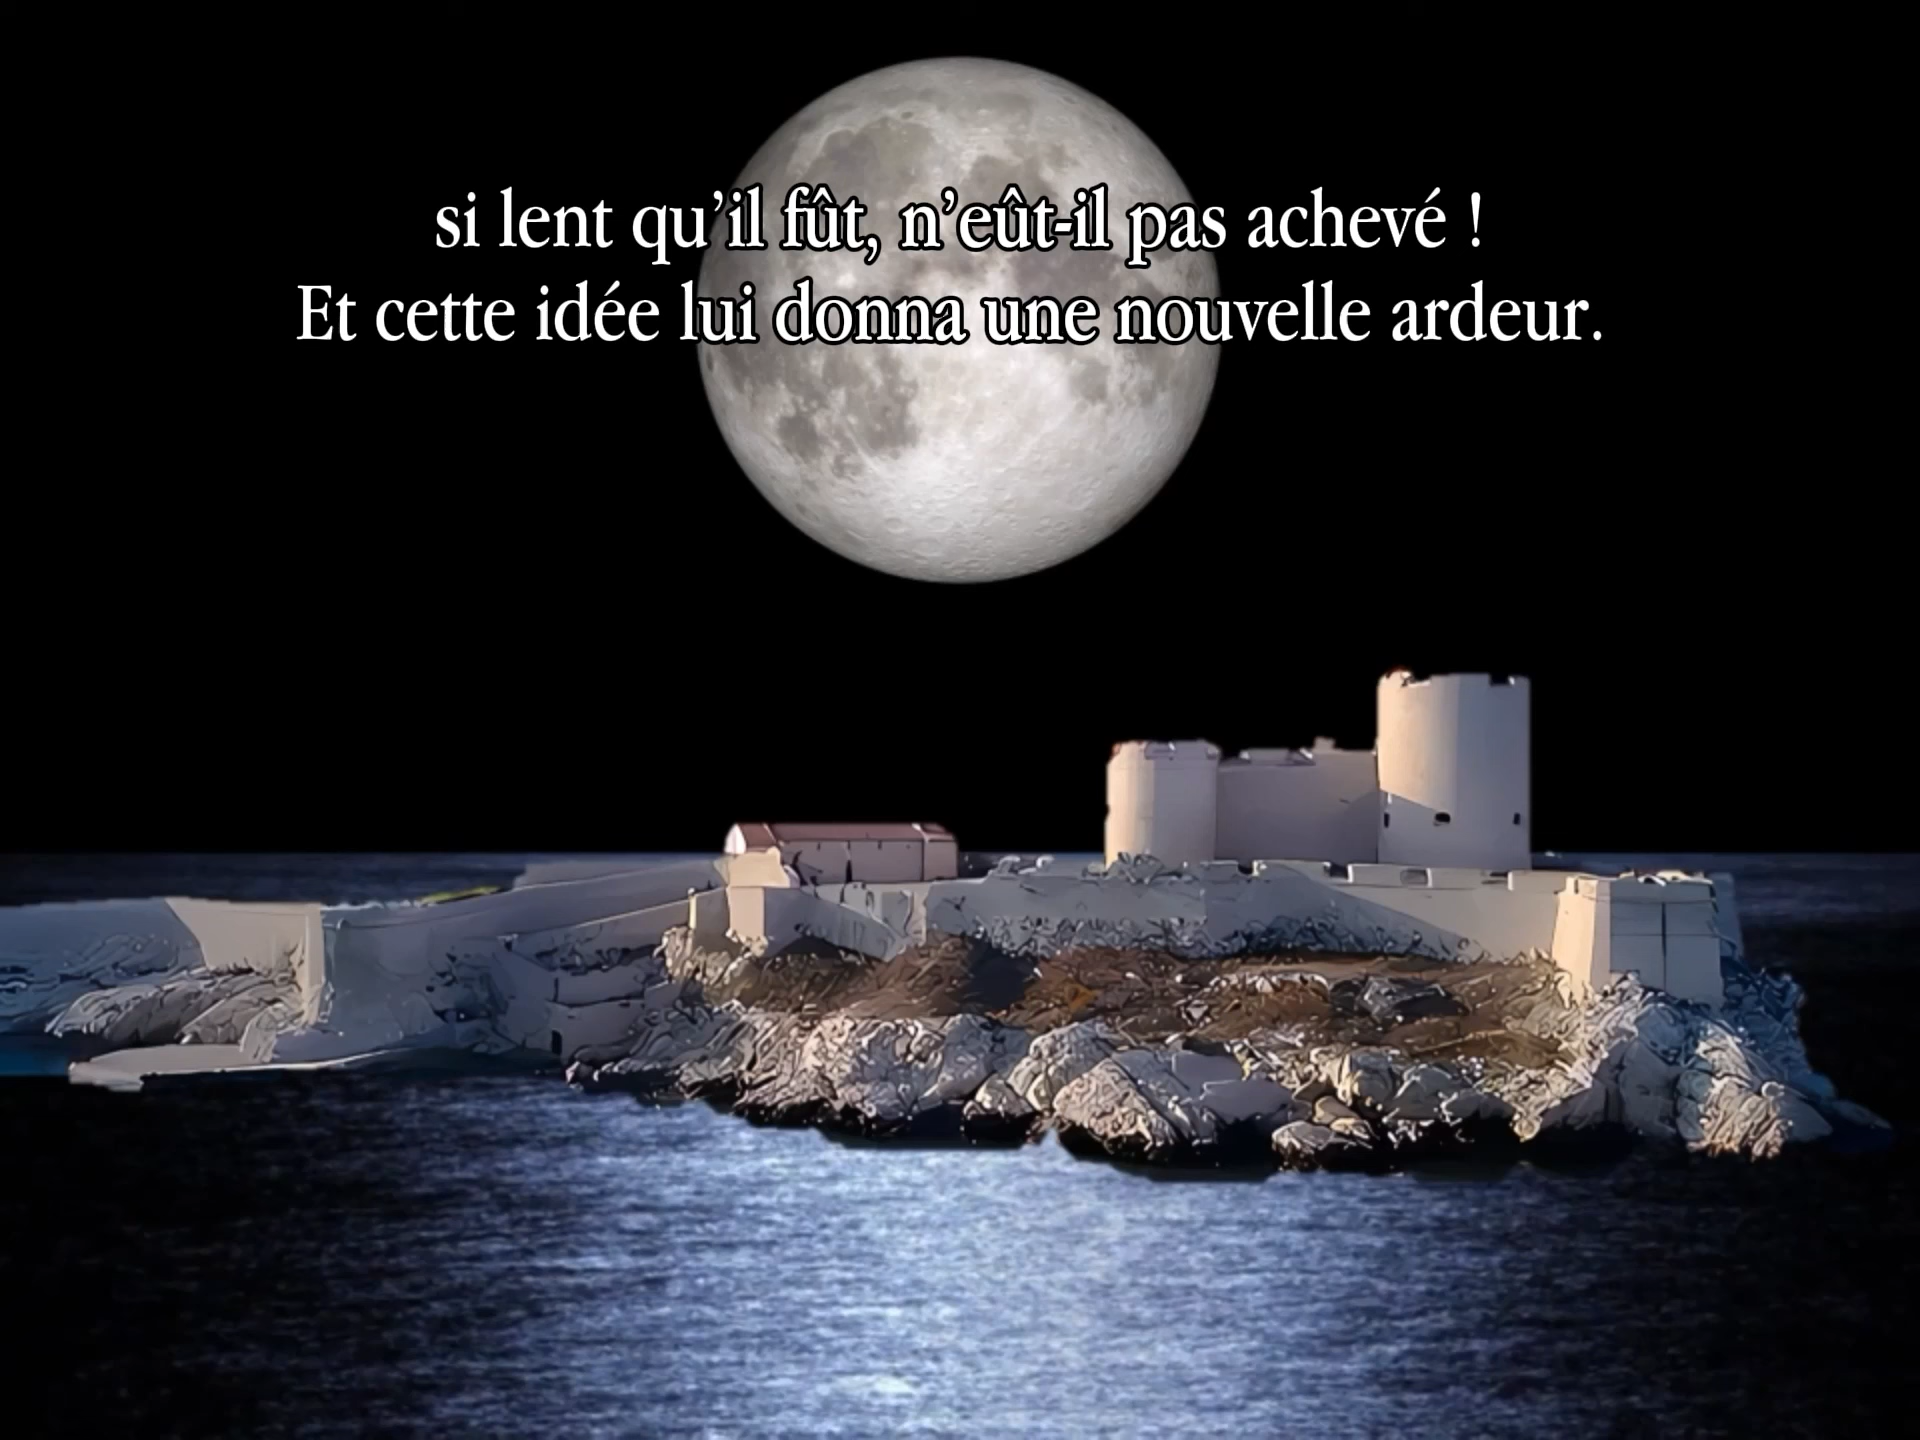 si lent qu’il fût, n’eût-il pas achevé !
Et cette idée lui donna une nouvelle ardeur.